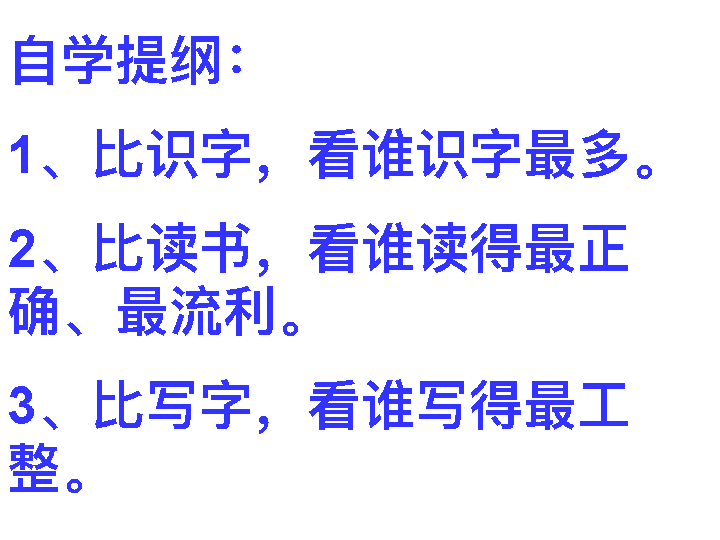 自学提纲：
1、比识字，看谁识字最多。
2、比读书，看谁读得最正
确、最流利。
3、比写字，看谁写得最工
整。